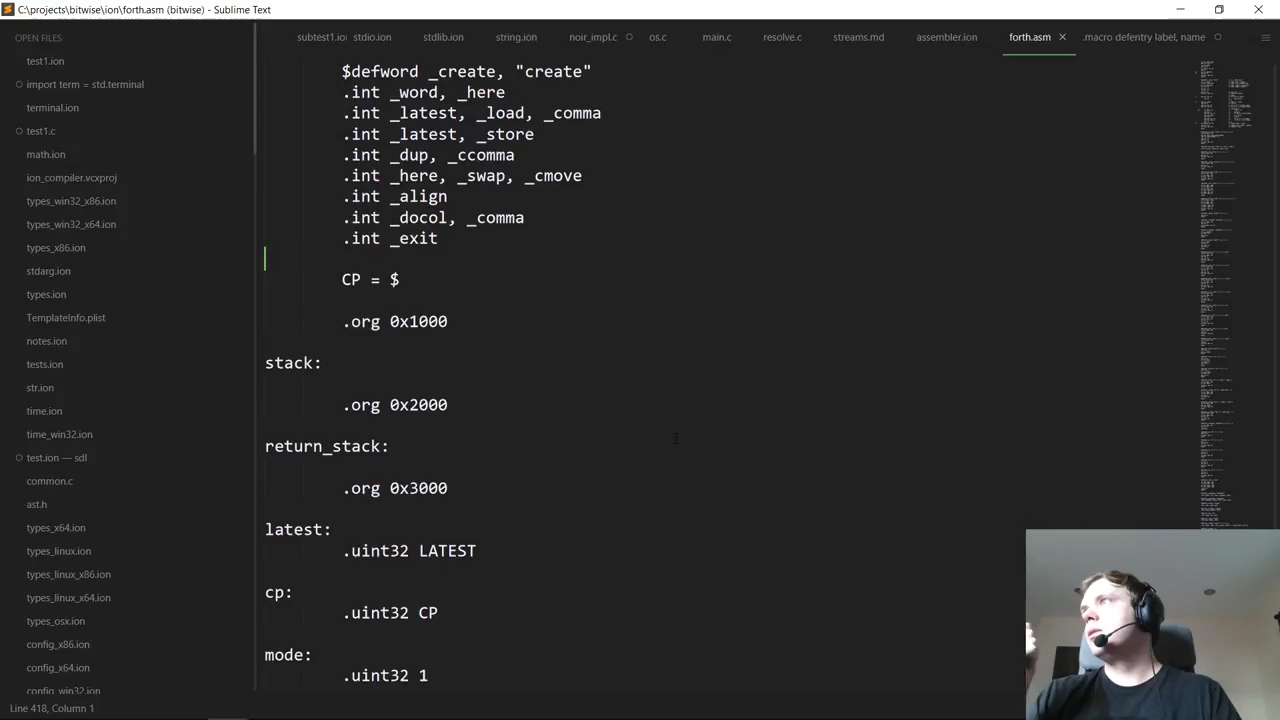 C:\projects\bitwise\ion\forth.asm (bitwise) - Sublime Text
OPEN FILES
subtest1.io stdio.ion stdlib.ion string.ion noir_impl.c os.c main.c resolve.c streams.md assembler.ion forth.asm .macro defentry label, name
test1.ion
import term = std.terminal
terminal.ion
test1.c
math.ion
ion_compiler.vcxproj
types_win32_x86.ion
types_win32_x64.ion
types_x86.ion
stdarg.ion
types.ion
TemplateInfo.plist
notes.ion
tests.ion
str.ion
time.ion
time_win32.ion
test.ion — sdl
common.c
ast.h
types_x64.ion
types_linux.ion
types_linux_x86.ion
types_linux_x64.ion
types_osx.ion
config_x86.ion
config_x64.ion
config_win32.ion
$defword _create, "create"
.int _word, _here
.int _latest, _load, _comma
.int _latest, _store
.int _dup, _ccomma
.int _here, _swap, _cmove
.int _align
.int _docol, _comma
.int _exit
CP = $
.org 0x1000
stack:
.org 0x2000
return_stack:
.org 0x3000
latest:
.uint32 LATEST
cp:
.uint32 CP
mode:
.uint32 1
Line 418, Column 1